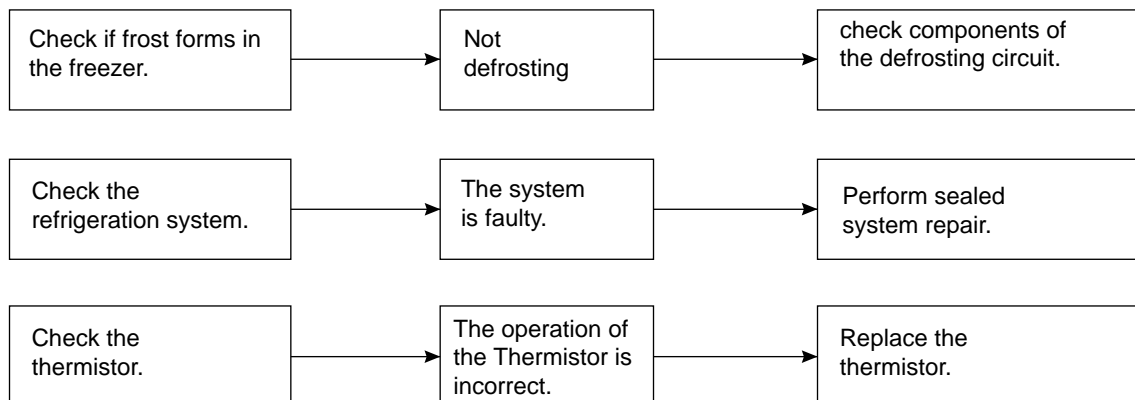 Check if frost forms in
the freezer.
Not
defrosting
check components of
the defrosting circuit.
Check the
refrigeration system.
The system
is faulty.
Perform sealed
system repair.
Check the
thermistor.
The operation of
the Thermistor is
incorrect.
Replace the
thermistor.